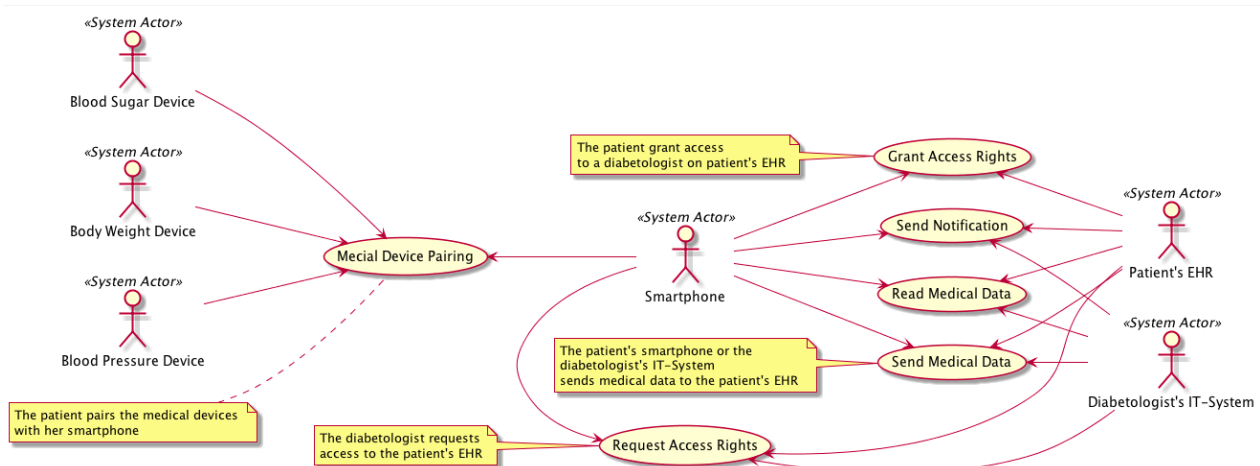 «System Actor»
Blood Sugar Device
«System Actor»
Body Weight Device
«System Actor»
Blood Pressure Device
The patient pairs the medical devices
with her smartphone
Mecial Device Pairing
The patient grant access
to a diabetologist on patient's EHR
«System Actor»
Smartphone
The patient's smartphone or the
diabetologist's IT-System
sends medical data to the patient's EHR
The diabetologist requests
access to the patient's EHR
Grant Access Rights
Send Notification
Read Medical Data
Send Medical Data
Request Access Rights
«System Actor»
Patient's EHR
«System Actor»
Diabetologist's IT-System